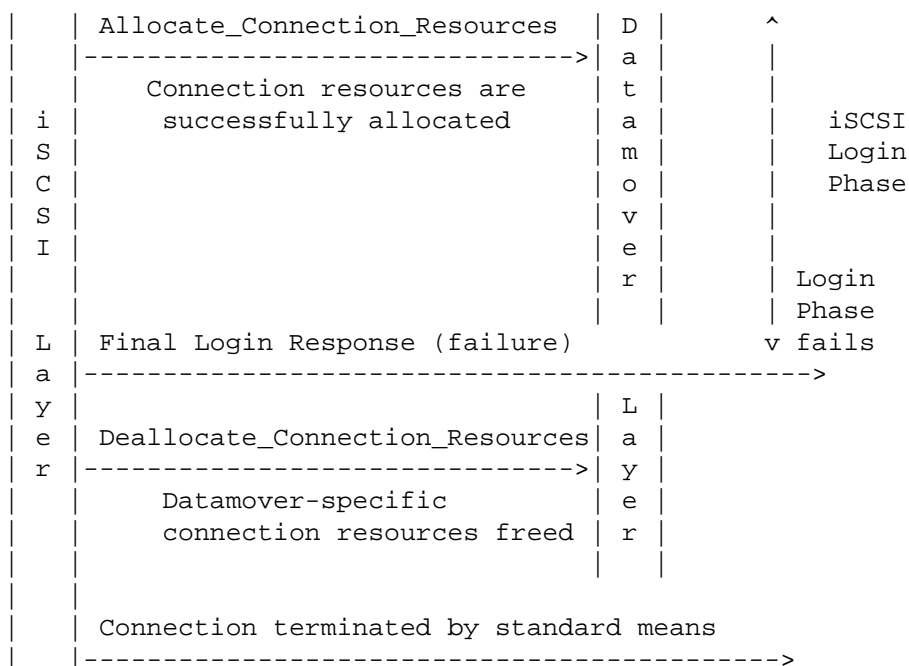 |   | Allocate_Connection_Resources  | D |      ^
|   |------------------------------->| a |      |
|   |    Connection resources are    | t |      |
| i |     successfully allocated     | a |      |   iSCSI
| S |                                | m |      |   Login
| C |                                | o |      |   Phase
| S |                                | v |      |
| I |                                | e |      |
|   |                                | r |      | Login
|   |                                |   |      | Phase
| L | Final Login Response (failure)            v fails
| a |----------------------------------------------->
| y |                                | L |
| e | Deallocate_Connection_Resources| a |
| r |------------------------------->| y |
|   |     Datamover-specific         | e |
|   |     connection resources freed | r |
|   |                                |   |
|   |
|   | Connection terminated by standard means
|   |--------------------------------------------->